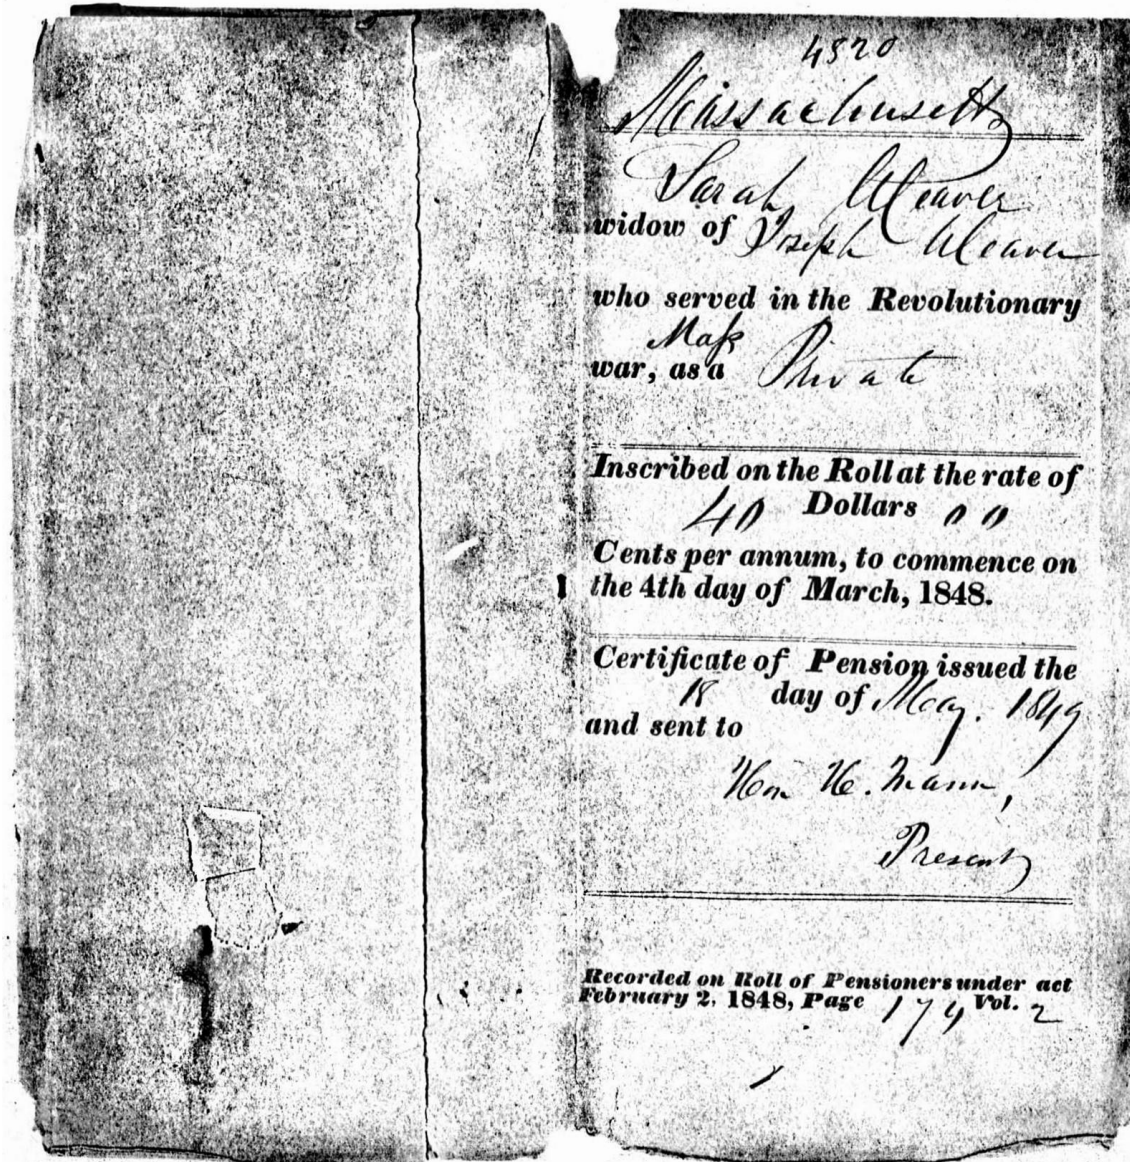 4320
Massachusetts
Sarah Weaver
widow of Joseph Weaver
who served in the Revolutionary
Mass
war, as a Private
Inscribed on the Roll at the rate of
40 Dollars 00
Cents per annum, to commence on
the 4th day of March, 1848.
Certificate of Pension issued the
18 day of May. 1849
and sent to
Hon H. Mann,
Present
Recorded on Roll of Pensioners under act
February 2, 1848, Page 174 Vol. 2